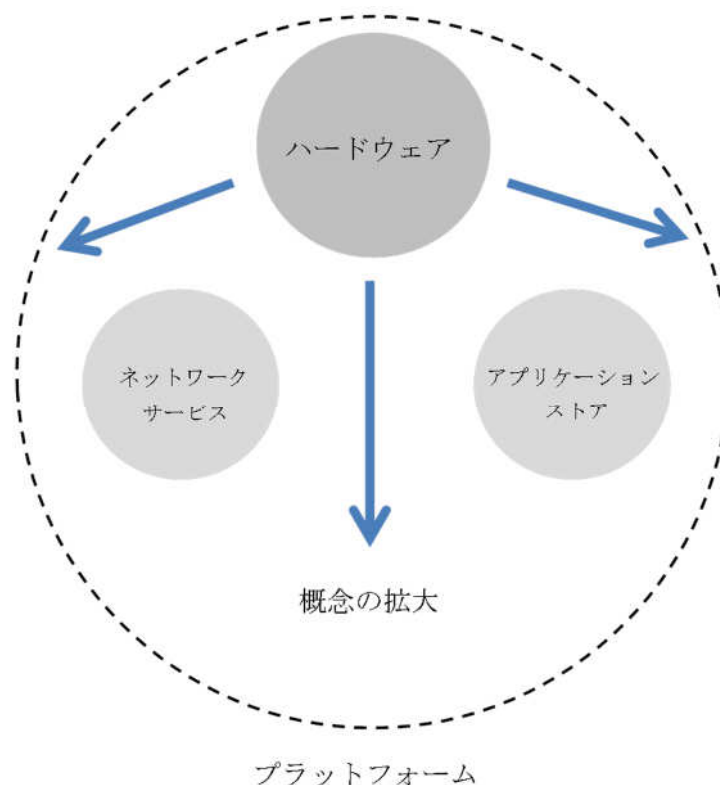 ハードウェア
ネットワーク
サービス
アプリケーション
ストア
概念の拡大
プラットフォーム